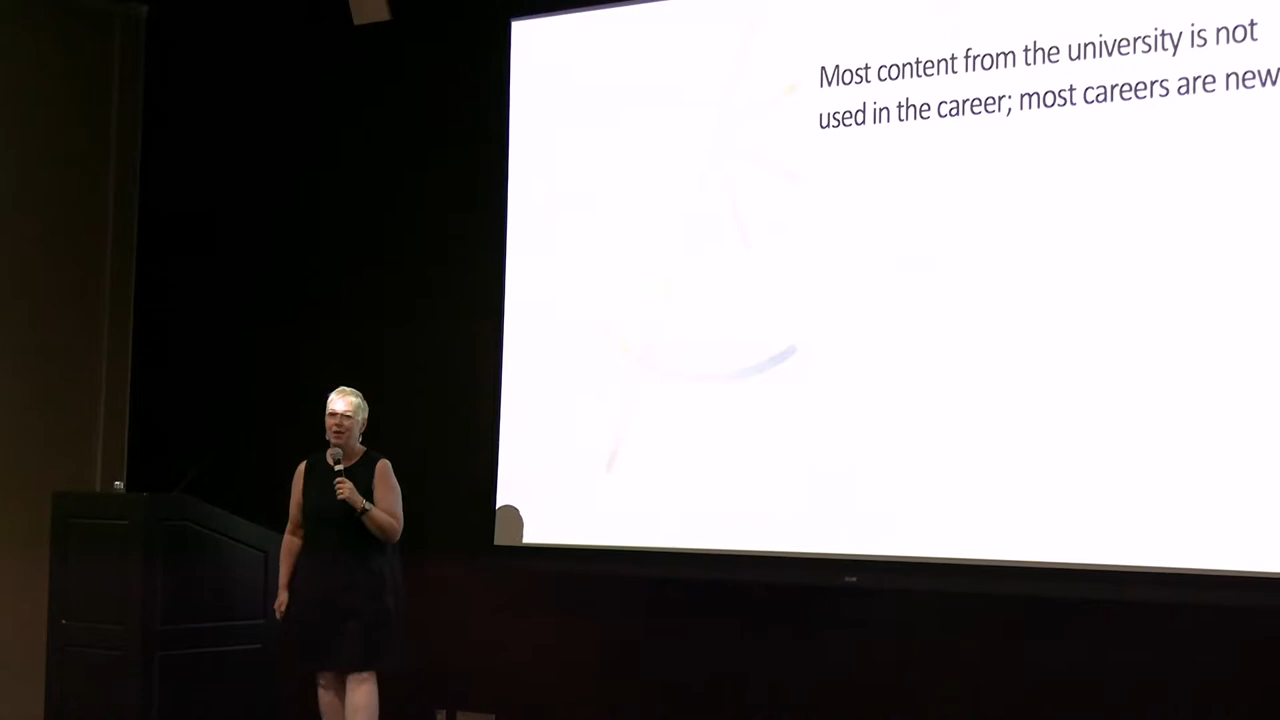 Most content from the university is not
used in the career; most careers are new